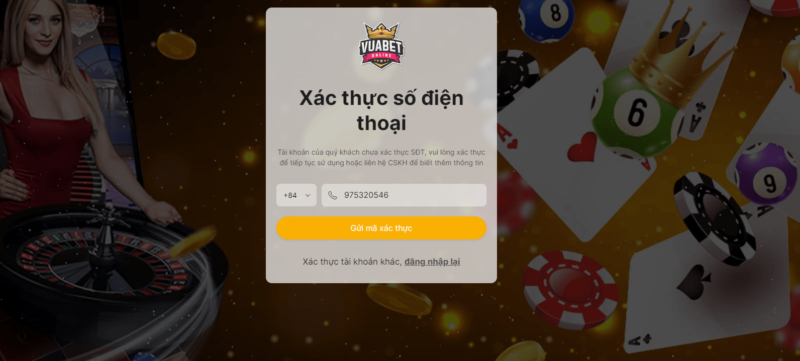 VUABET
ONLINE
Xác thực số điện
thoại
Tài khoản của quý khách chưa xác thực SĐT, vui lòng xác thực
để tiếp tục sử dụng hoặc liên hệ CSKH để biết thêm thông tin
+84 975320546
Gửi mã xác thực
Xác thực tài khoản khác, đăng nhập lại
6
9